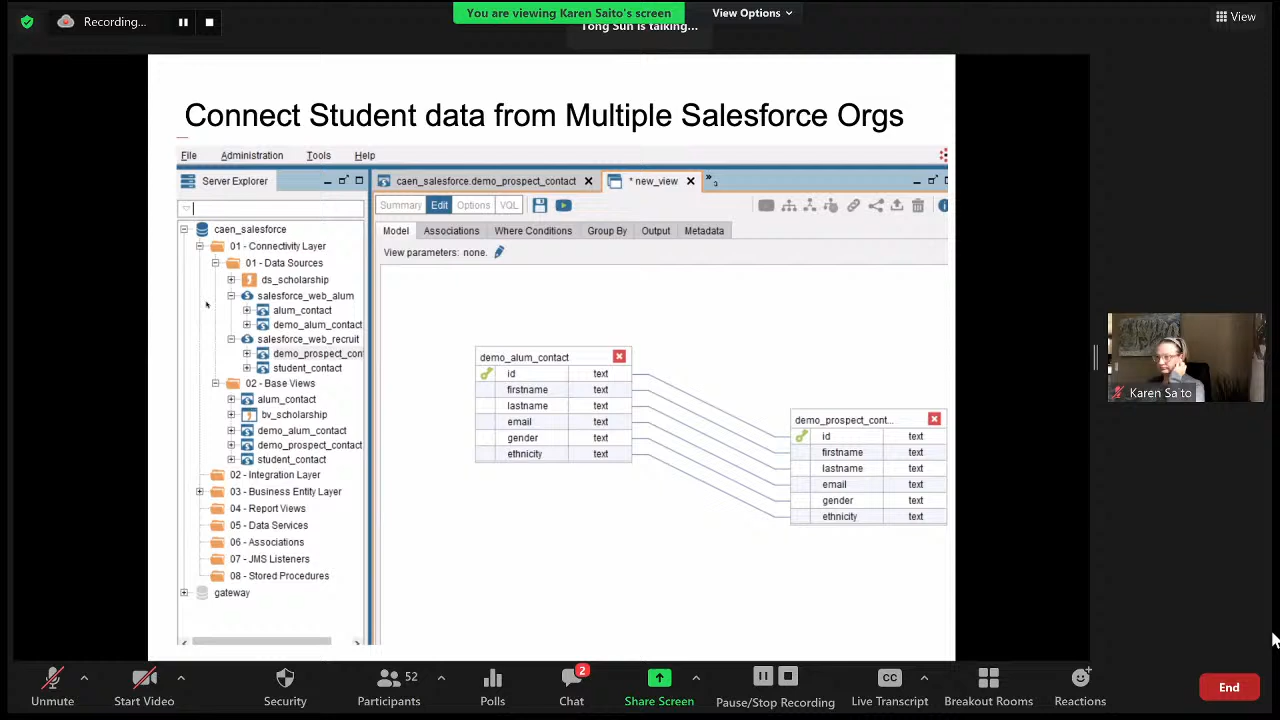 Recording...
You are viewing Karen Saito's screen
View Options
View
Tong Sun is talking...
Connect Student data from Multiple Salesforce Orgs
File Administration Tools Help
Server Explorer
caen_salesforce.demo_prospect_contact
* new_view
3
Summary Edit Options VQL
caen_salesforce
01 - Connectivity Layer
01 - Data Sources
ds_scholarship
salesforce_web_alum
alum_contact
demo_alum_contact
salesforce_web_recruit
demo_prospect_con
student_contact
02 - Base Views
alum_contact
bv_scholarship
demo_alum_contact
demo_prospect_contact
student_contact
02 - Integration Layer
03 - Business Entity Layer
04 - Report Views
05 - Data Services
06 - Associations
07 - JMS Listeners
08 - Stored Procedures
gateway
Model Associations Where Conditions Group By Output Metadata
View parameters: none.
demo_alum_contact
id text
firstname text
lastname text
email text
gender text
ethnicity text
demo_prospect_cont...
id text
firstname text
lastname text
email text
gender text
ethnicity text
Karen Saito
Unmute
Start Video
Security
52
Participants
Polls
2
Chat
Share Screen
Pause/Stop Recording
CC
Live Transcript
Breakout Rooms
Reactions
End